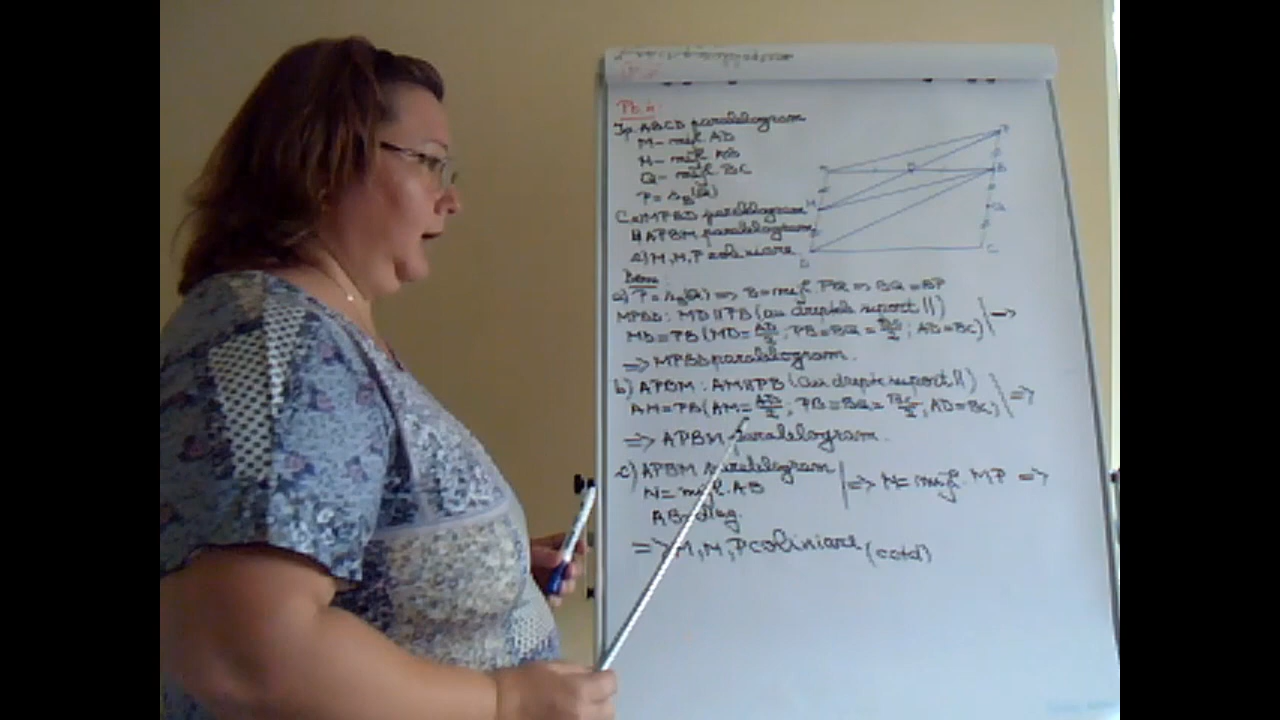 Pb. 4:
Ip. ABCD paralelogram
M - mijl. AD
N - mijl. AB
Q - mijl. BC
P = s_B(Q)
C. a) MPBD paralelogram
b) APBM paralelogram
c) M, N, P coliniare
Dem:
a) P = s_B(Q) => B = mijl. PQ => BQ = BP
MPBD: MD || PB (au dreptele suport ||)
MD = PB (MD = AD/2; PB = BQ = BC/2; AD = BC) | =>
=> MPBD paralelogram.
b) APBM: AM || PB (au drepte suport ||)
AM = PB (AM = AD/2; PB = BQ = BC/2; AD = BC) | =>
=> APBM paralelogram.
c) APBM paralelogram
N = mijl. AB | => N = mijl. MP =>
AB = diag.
=> M, N, P coliniare (cctd)
P
A
N
B
M
Q
D
C